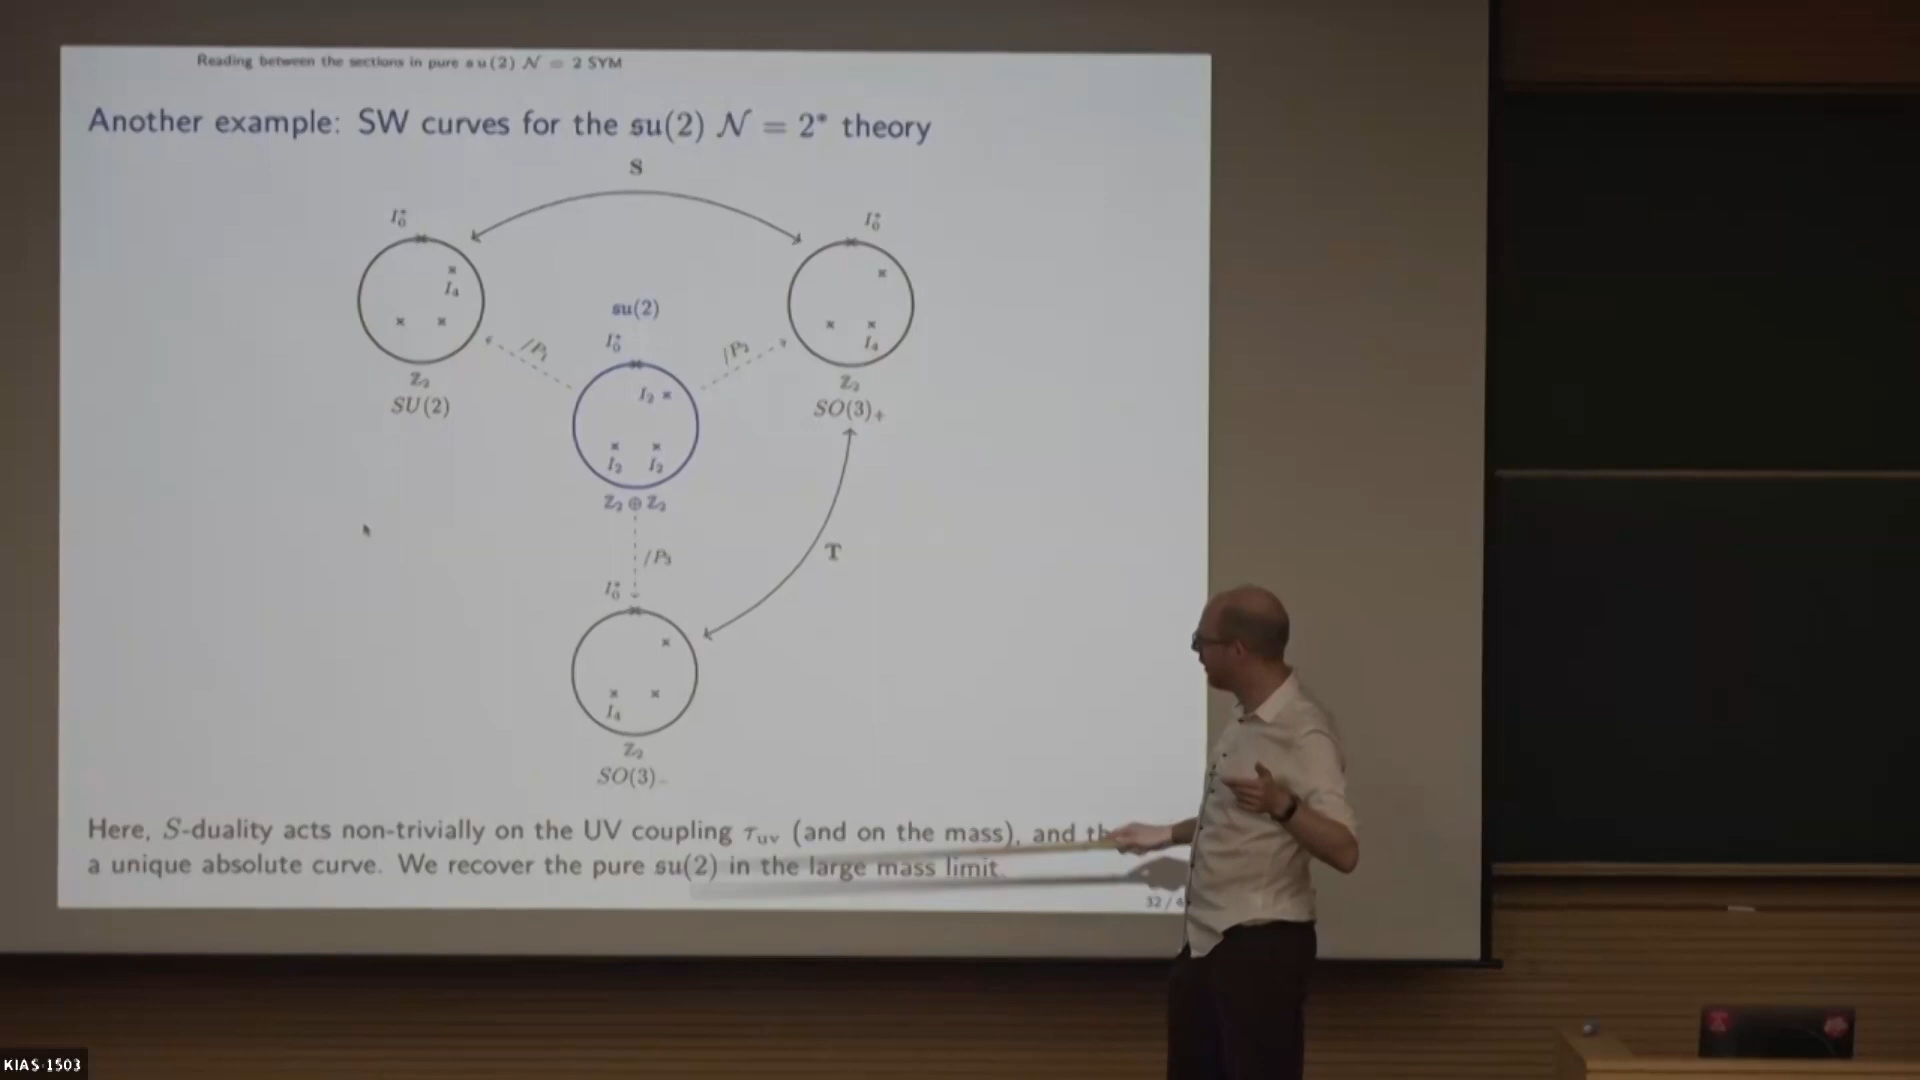 Reading between the sections in pure su(2) N = 2 SYM
Another example: SW curves for the su(2) N = 2* theory
S
I₀*
I₀*
I₄
su(2)
I₀*
/P₁
/P₂
I₄
Z₂
SU(2)
Z₂
SO(3)₊
I₂
I₂ I₂
Z₂ ⊕ Z₂
T
/P₃
I₀*
I₄
Z₂
SO(3)₋
Here, S-duality acts non-trivially on the UV coupling τ_uv (and on the mass), and
a unique absolute curve. We recover the pure su(2) in the large mass limit.
32 /
KIAS 1503